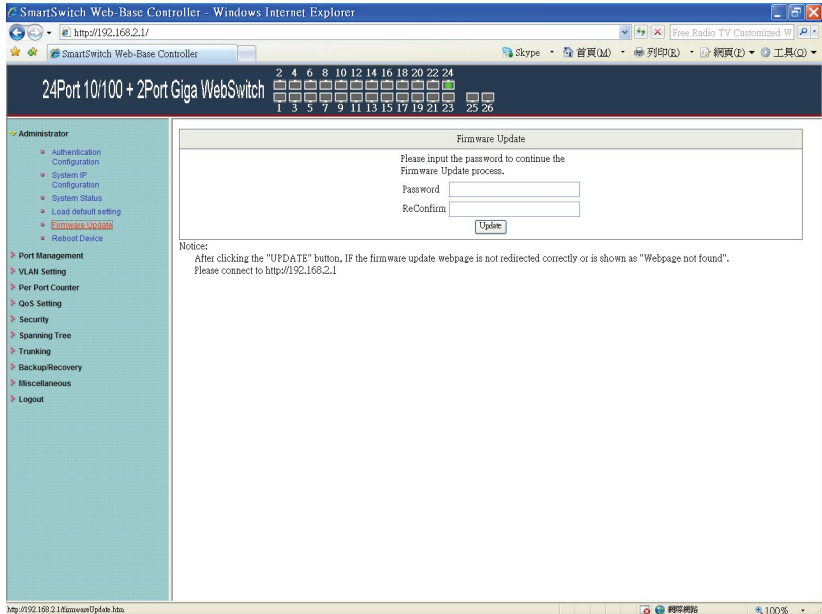 SmartSwitch Web-Base Controller - Windows Internet Explorer
http://192.168.2.1/
Free Radio TV Customized W
SmartSwitch Web-Base Controller
Skype
首頁(M)
列印(R)
網頁(P)
工具(O)
24Port 10/100 + 2Port Giga WebSwitch
2 4 6 8 10 12 14 16 18 20 22 24
1 3 5 7 9 11 13 15 17 19 21 23 25 26
Administrator
Authentication
Configuration
System IP
Configuration
System Status
Load default setting
Firmware Update
Reboot Device
Port Management
VLAN Setting
Per Port Counter
QoS Setting
Security
Spanning Tree
Trunking
Backup/Recovery
Miscellaneous
Logout
Firmware Update
Please input the password to continue the
Firmware Update process.
Password
ReConfirm
Update
Notice:
After clicking the "UPDATE" button, IF the firmware update webpage is not redirected correctly or is shown as "Webpage not found".
Please connect to http://192.168.2.1
http://192.168.2.1/firmwareUpdate.htm
網際網路
100%